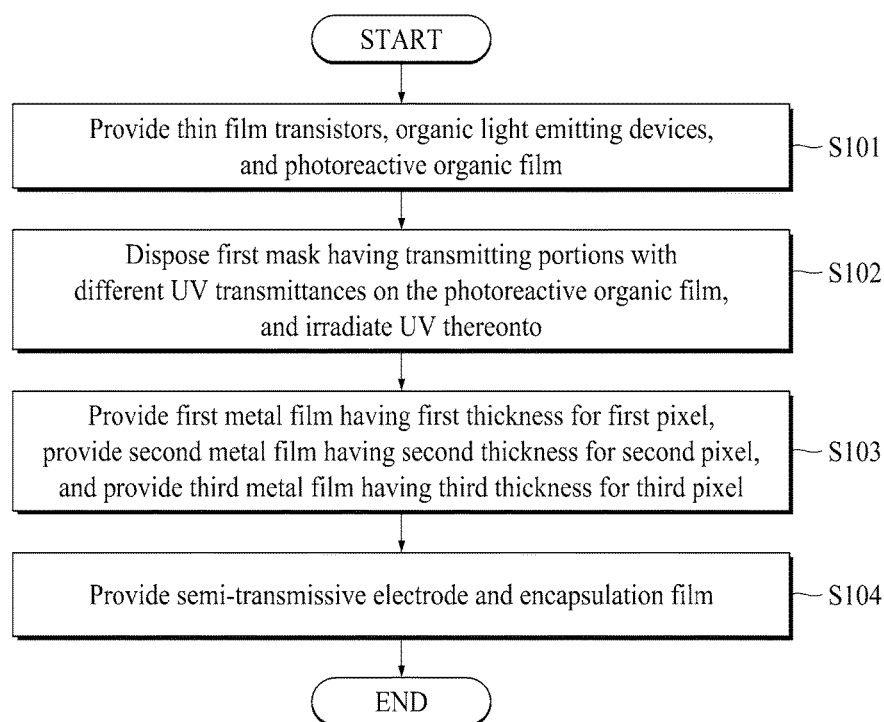 START
Provide thin film transistors, organic light emitting devices,
and photoreactive organic film
S101
Dispose first mask having transmitting portions with
different UV transmittances on the photoreactive organic film,
and irradiate UV thereonto
S102
Provide first metal film having first thickness for first pixel,
provide second metal film having second thickness for second pixel,
and provide third metal film having third thickness for third pixel
S103
Provide semi-transmissive electrode and encapsulation film
S104
END